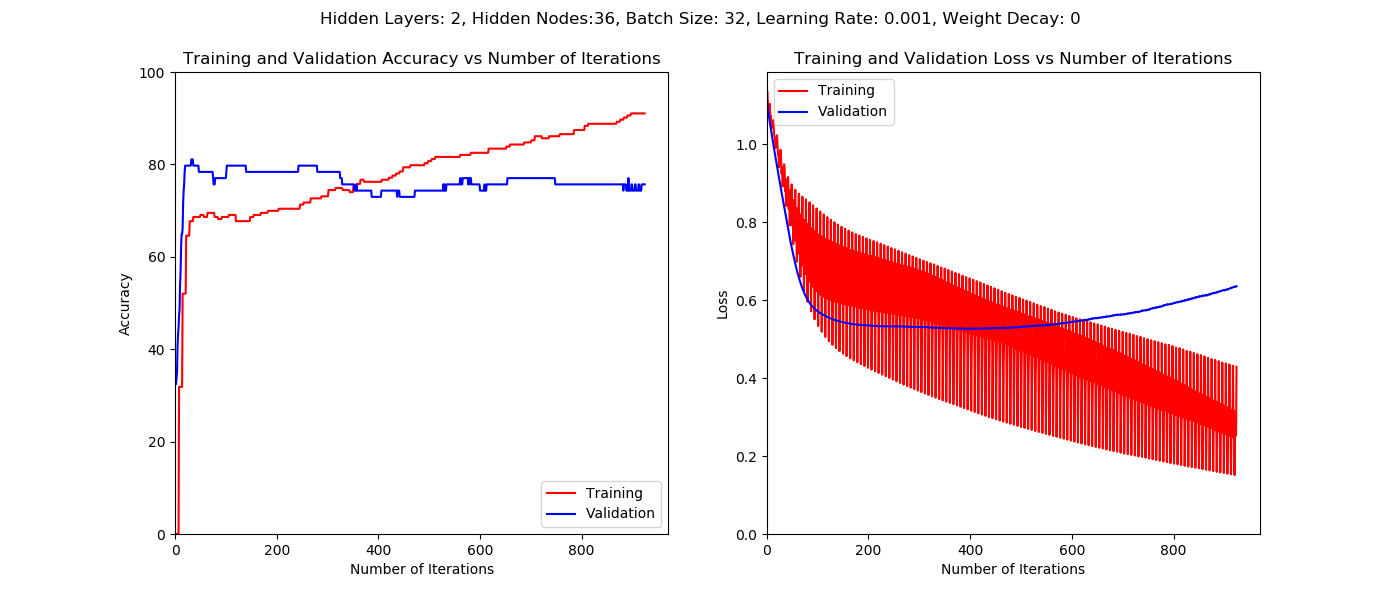 Hidden Layers: 2, Hidden Nodes:36, Batch Size: 32, Learning Rate: 0.001, Weight Decay: 0
Training and Validation Accuracy vs Number of Iterations
100
80
60
40
20
0
Accuracy
0 200 400 600 800
Number of Iterations
Training
Validation
Training and Validation Loss vs Number of Iterations
Training
Validation
1.0
0.8
0.6
0.4
0.2
0.0
Loss
0 200 400 600 800
Number of Iterations